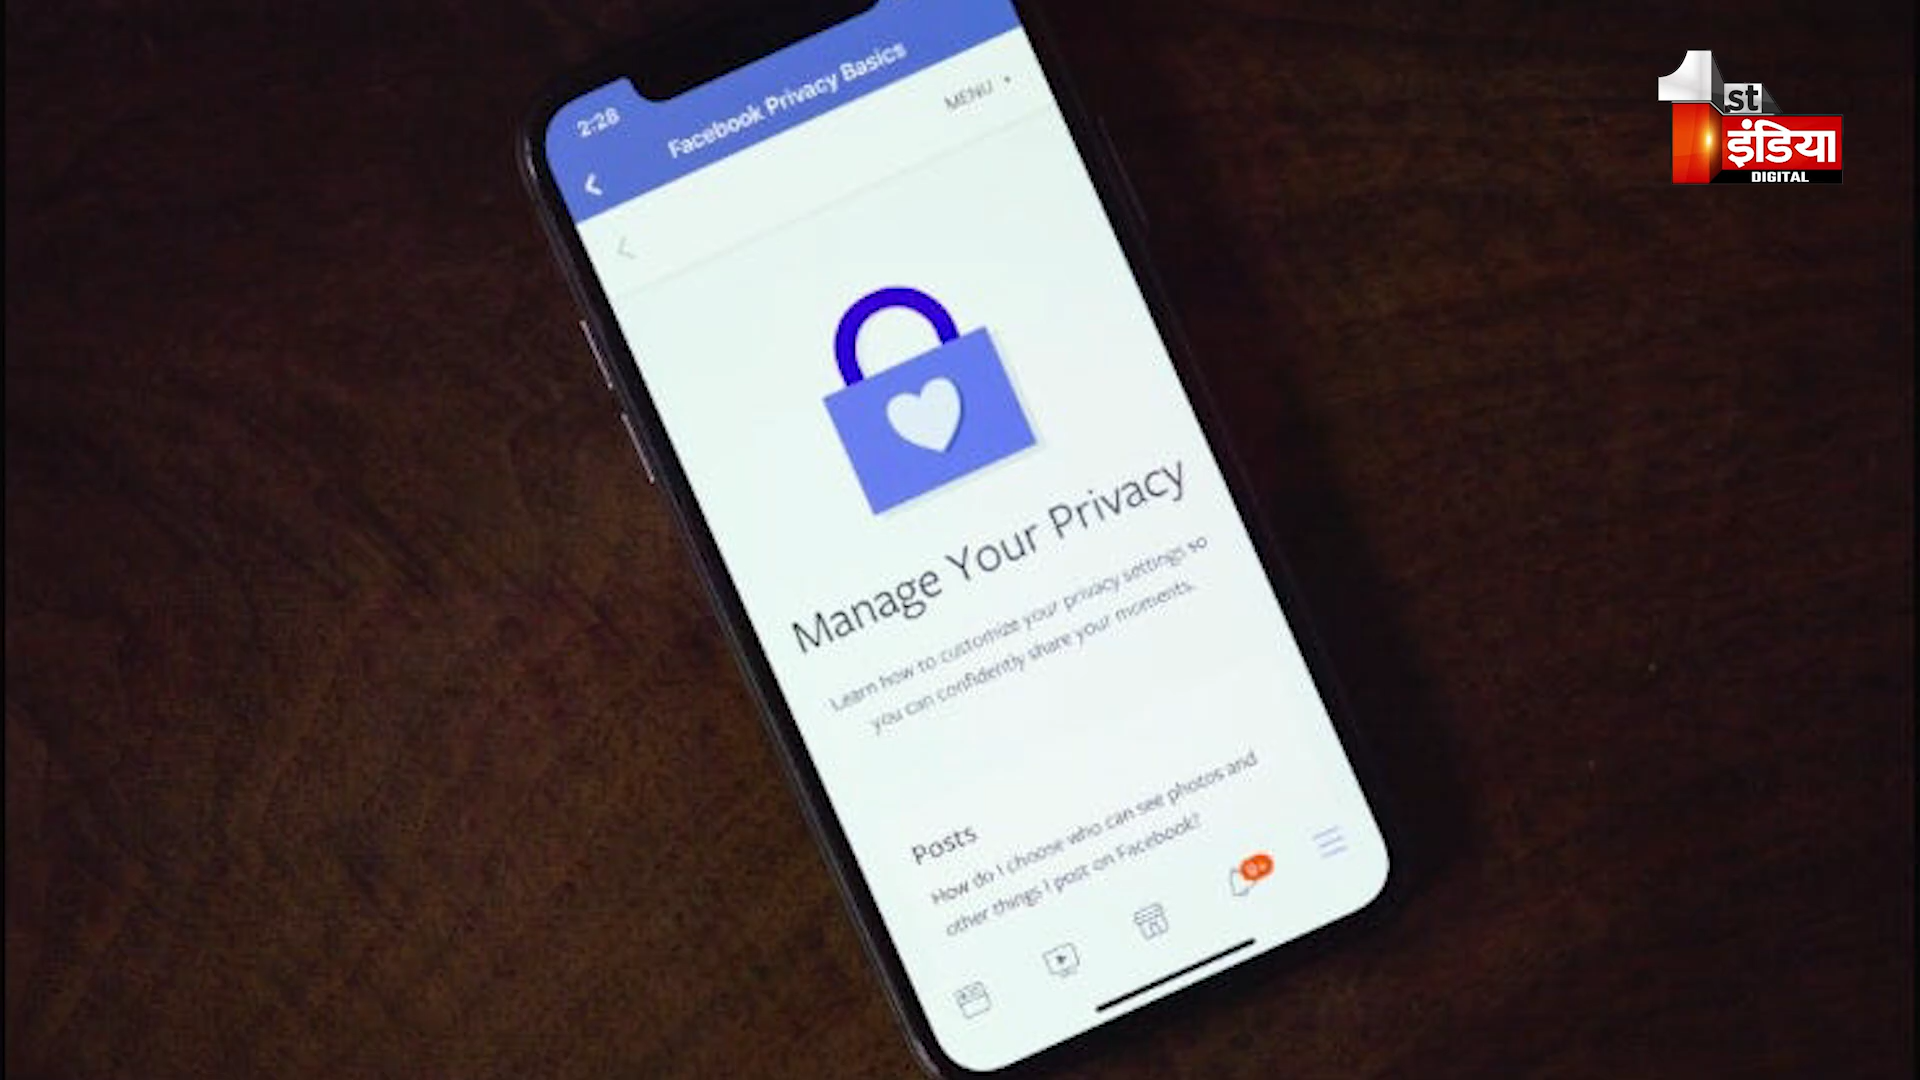 2:28
Facebook Privacy Basics
MENU
Manage Your Privacy
Learn how to customize your privacy settings so
you can confidently share your moments.
Posts
How do I choose who can see photos and
other things I post on Facebook?
9+
1st
इंडिया
DIGITAL